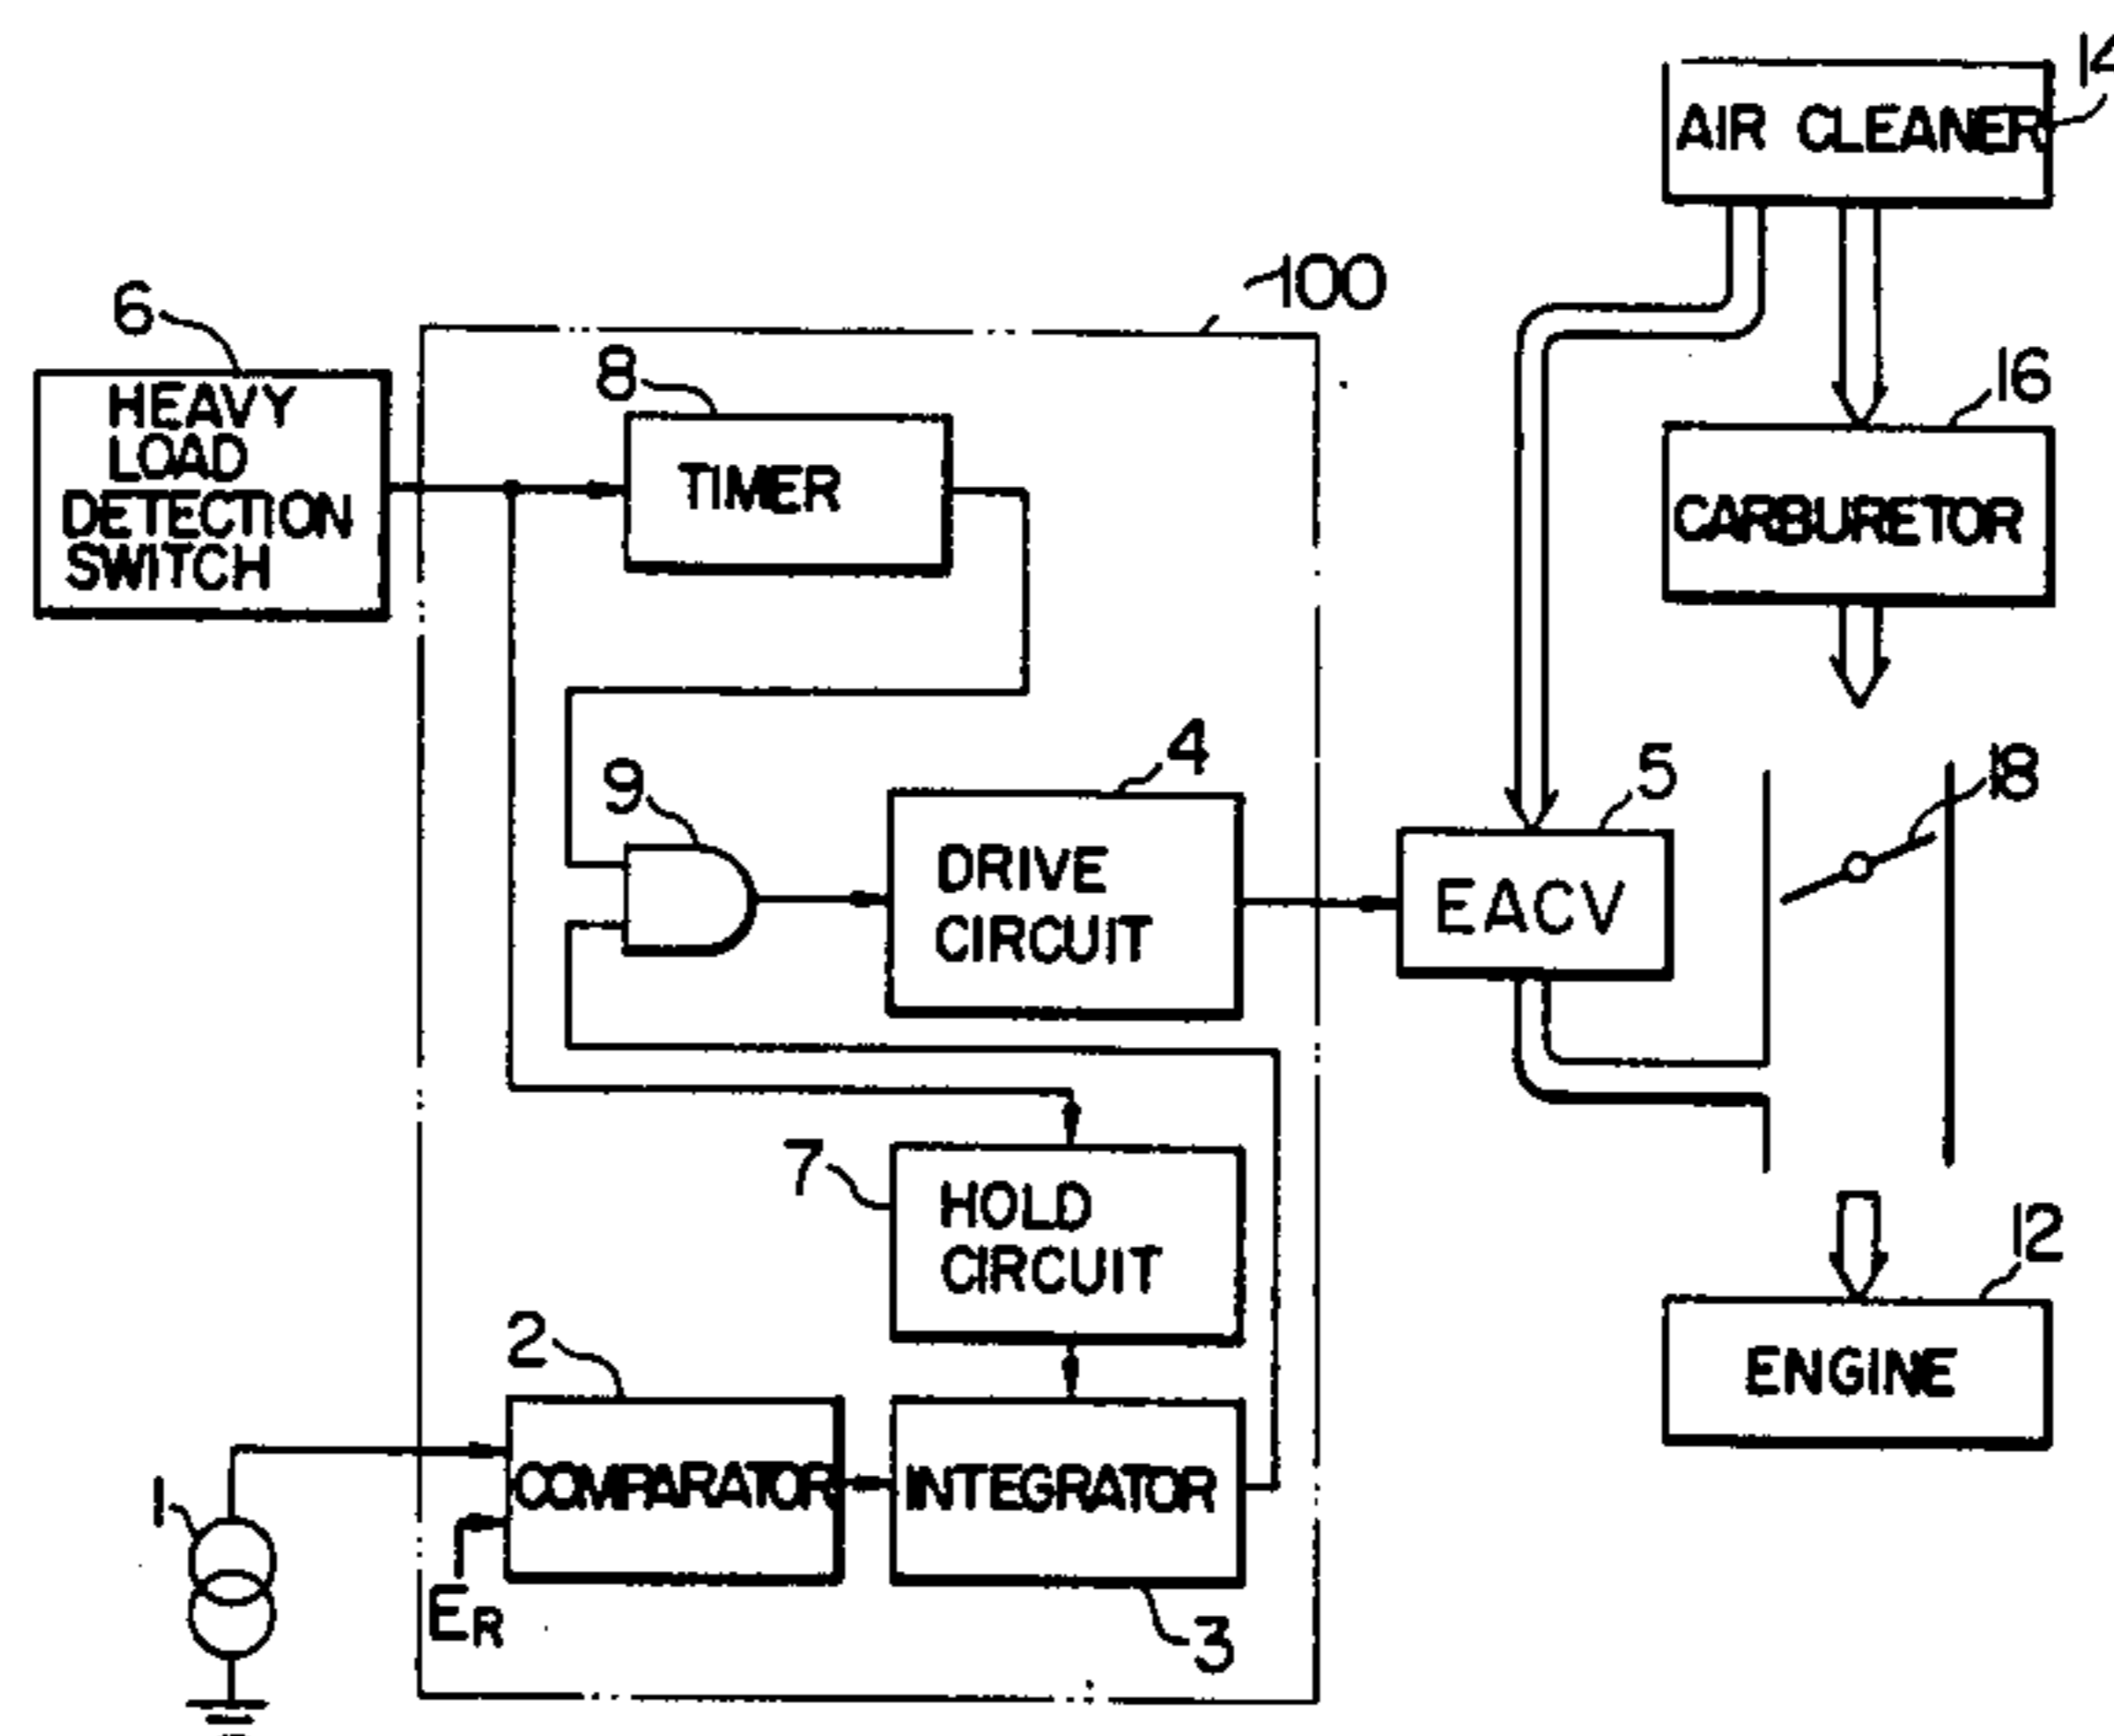 14
AIR CLEANER
100
6
HEAVY
LOAD
DETECTION
SWITCH
8
TIMER
16
CARBURETOR
9
4
DRIVE
CIRCUIT
5
EACV
18
7
HOLD
CIRCUIT
12
ENGINE
2
COMPARATOR
INTEGRATOR
1
ER
3